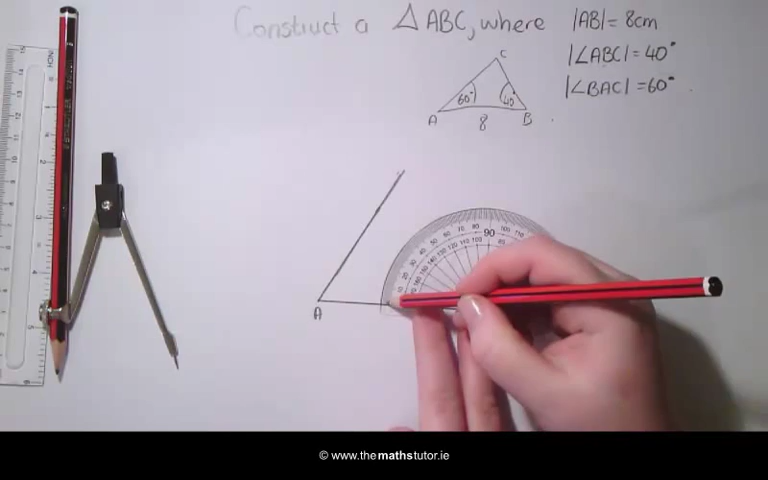 Construct a △ABC, where |AB| = 8cm
|∠ABC| = 40°
|∠BAC| = 60°
C
60° 40°
A 8 B
A
90
© www.themathstutor.ie